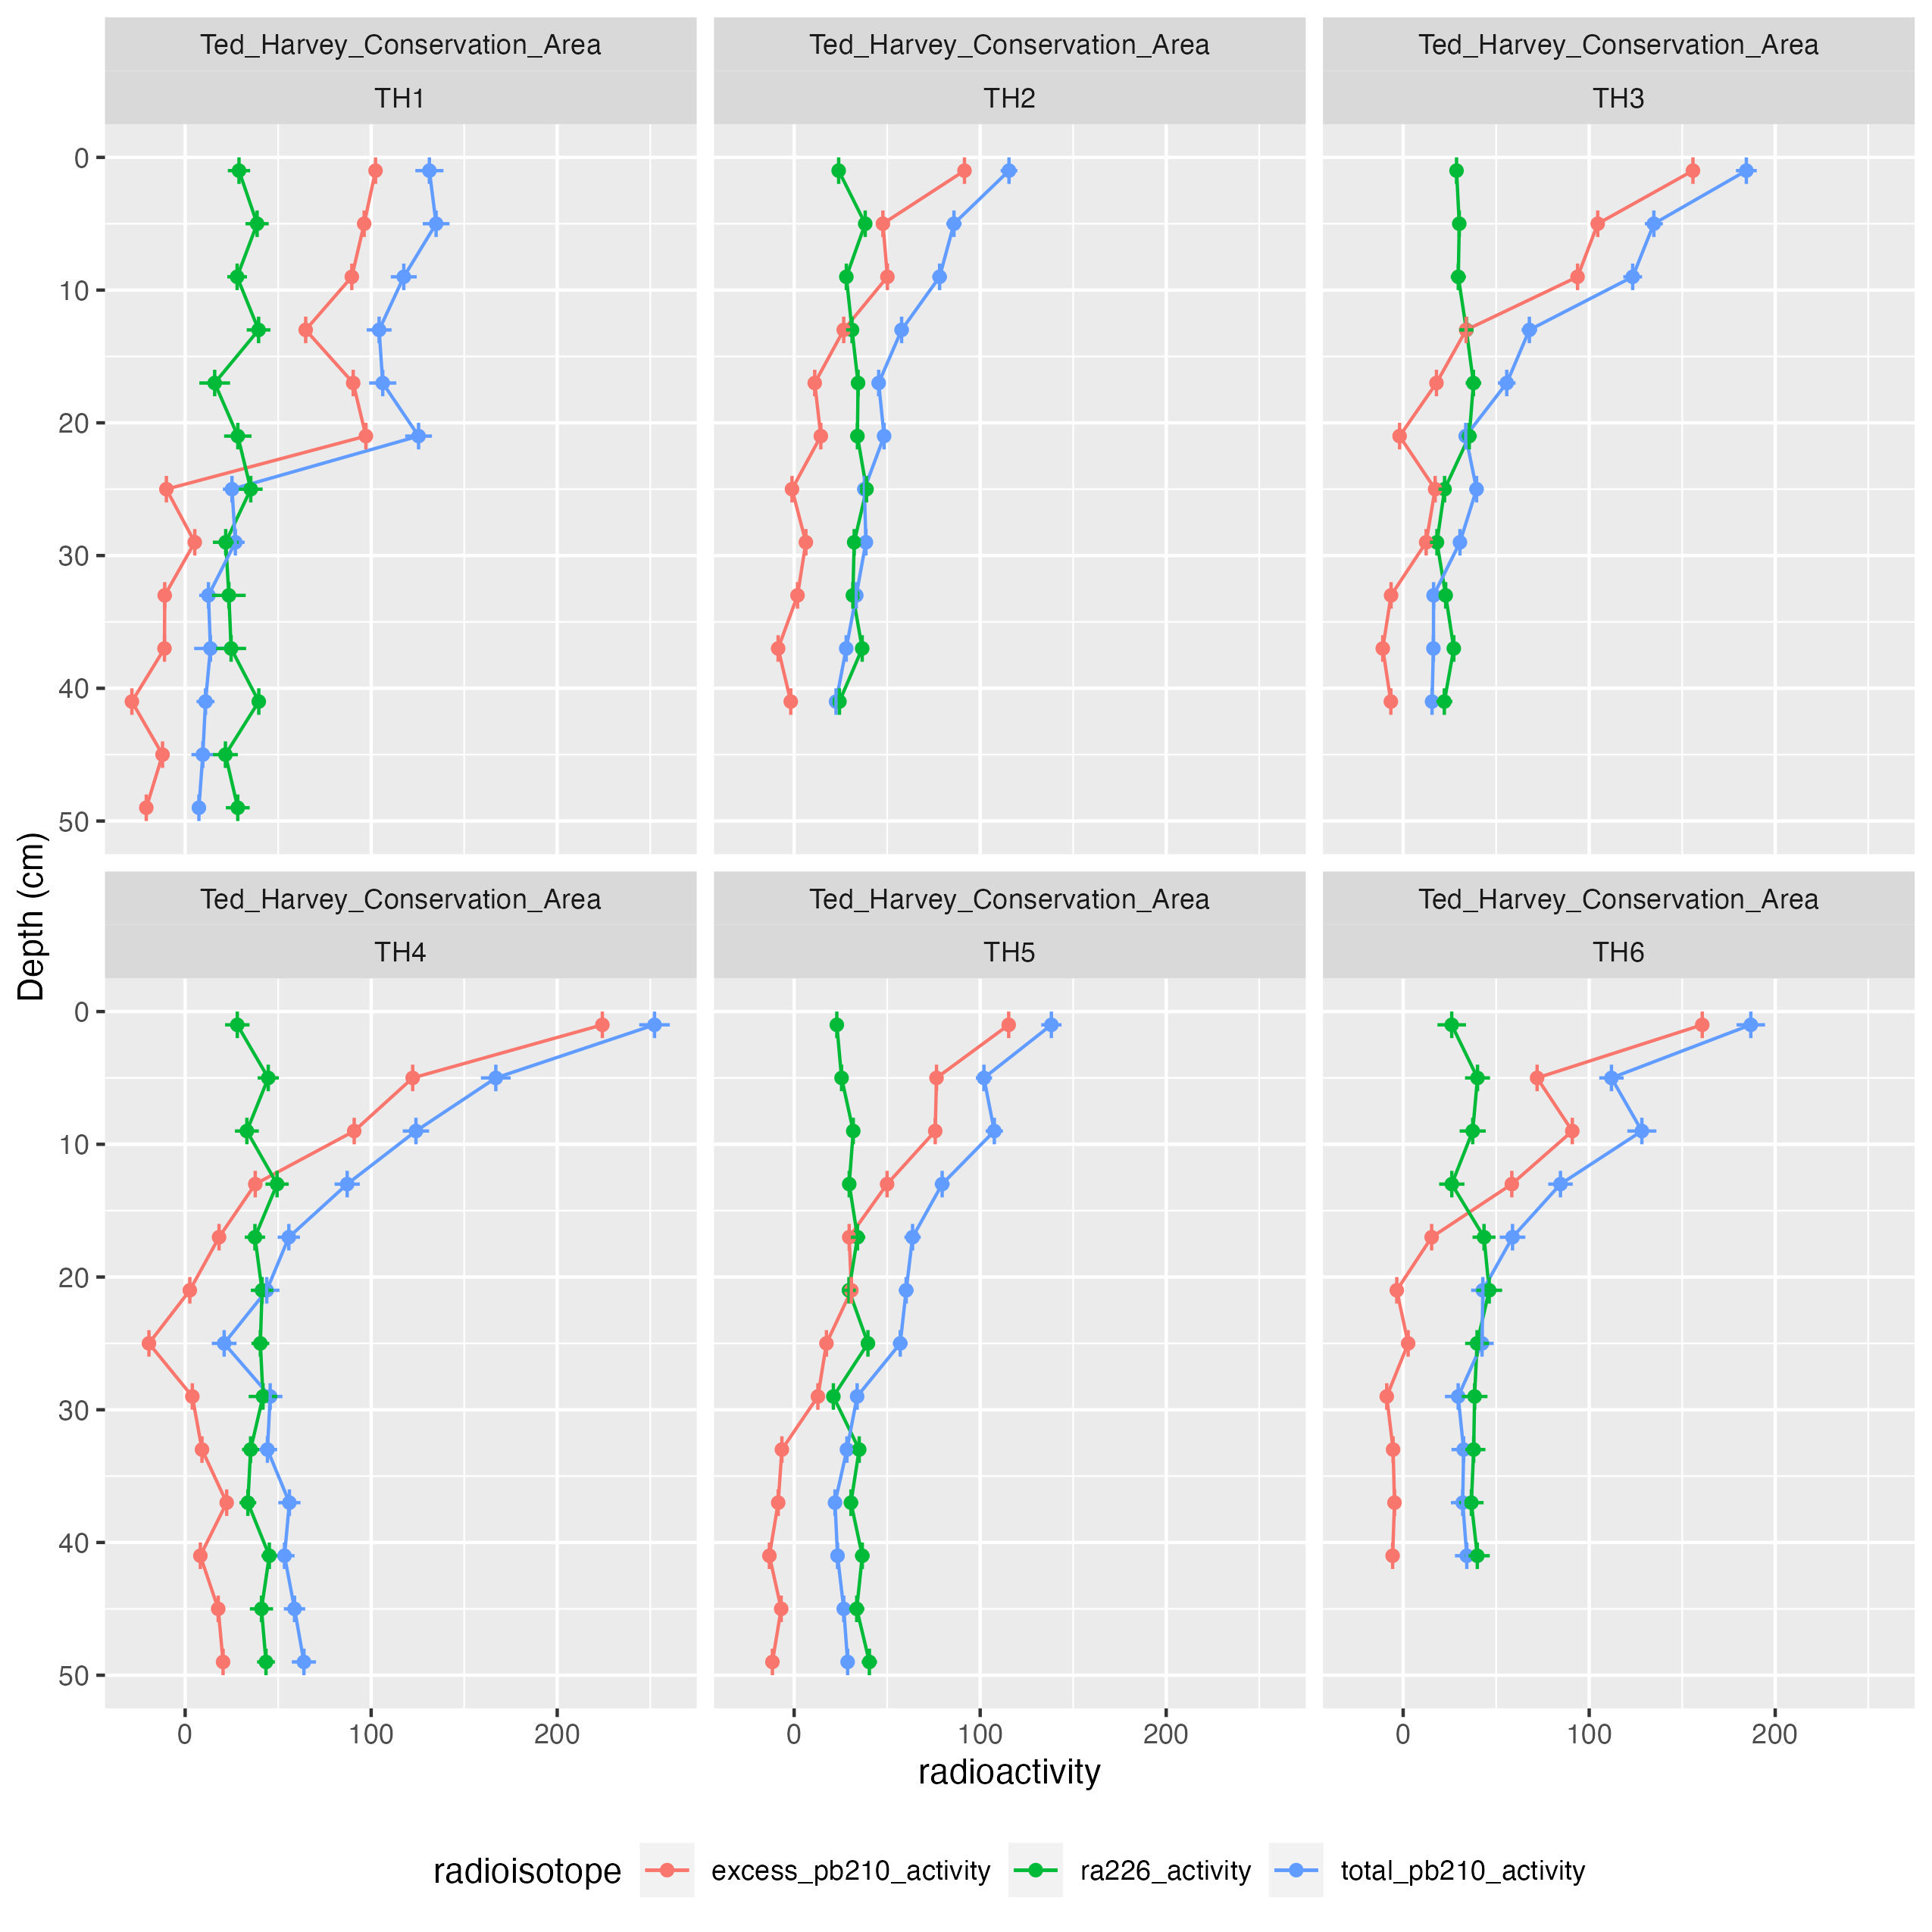 Ted_Harvey_Conservation_Area Ted_Harvey_Conservation_Area Ted_Harvey_Conservation_Area
TH1 TH2 TH3
0
10
20
30
40
50
Depth (cm)
Ted_Harvey_Conservation_Area Ted_Harvey_Conservation_Area Ted_Harvey_Conservation_Area
TH4 TH5 TH6
0
10
20
30
40
50
0 100 200 0 100 200 0 100 200
radioactivity
radioisotope excess_pb210_activity ra226_activity total_pb210_activity